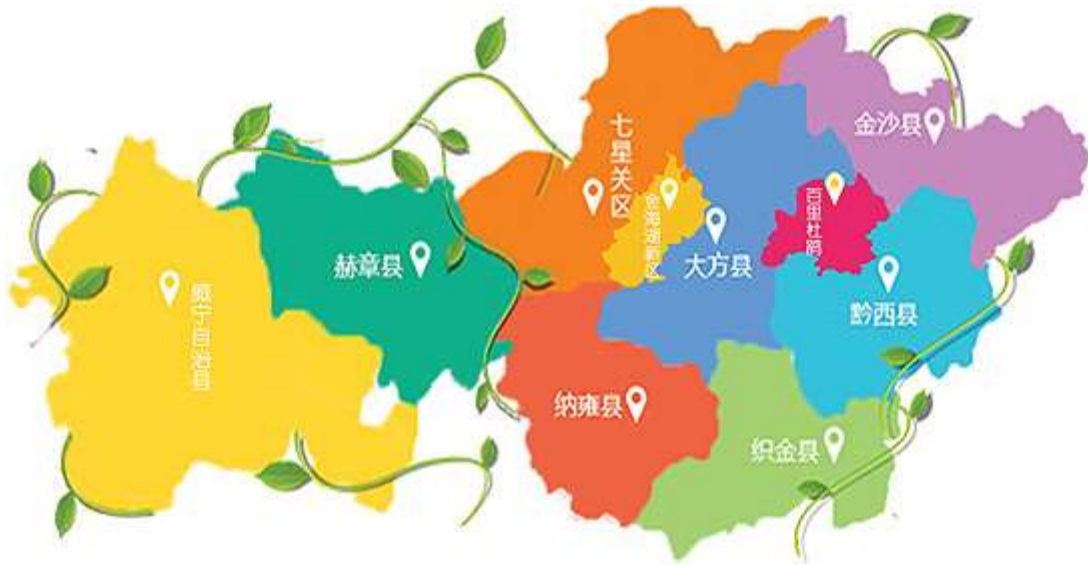 七星关区
金沙县
金海湖新区
百里杜鹃
赫章县
大方县
威宁自治县
黔西县
纳雍县
织金县